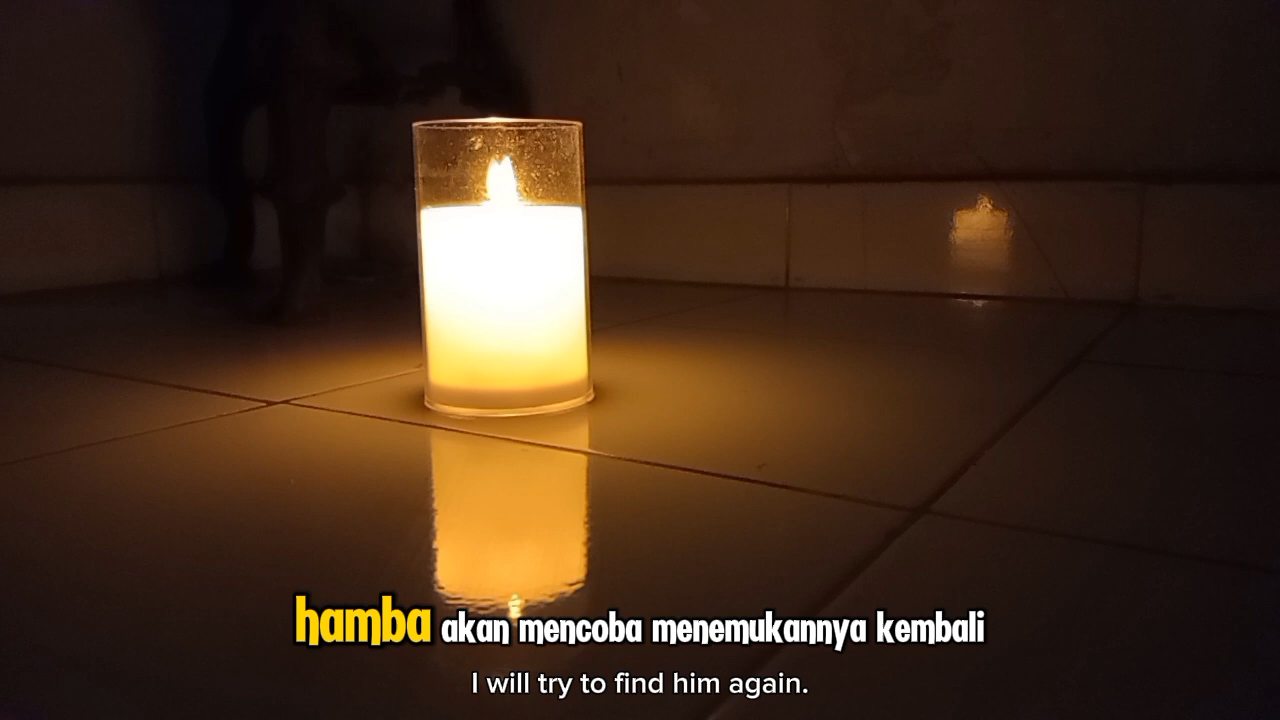 hamba akan mencoba menemukannya kembali
I will try to find him again.